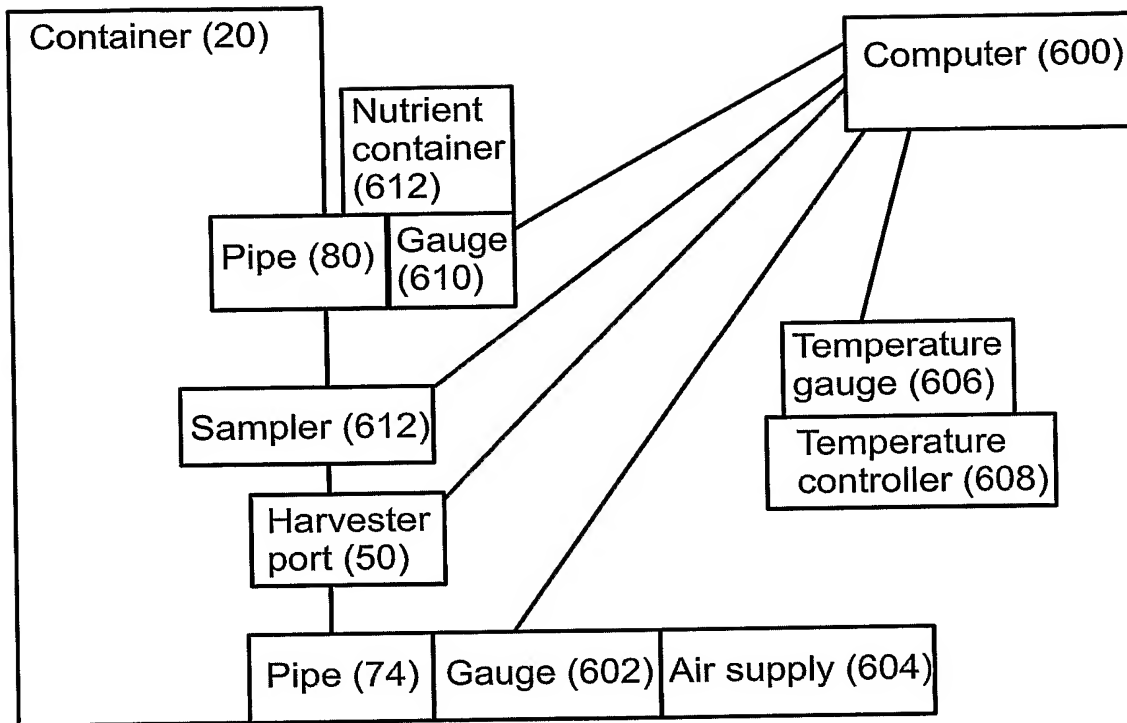 Container (20)
Computer (600)
Nutrient
container
(612)
Pipe (80)
Gauge
(610)
Temperature
gauge (606)
Sampler (612)
Temperature
controller (608)
Harvester
port (50)
Pipe (74)
Gauge (602)
Air supply (604)